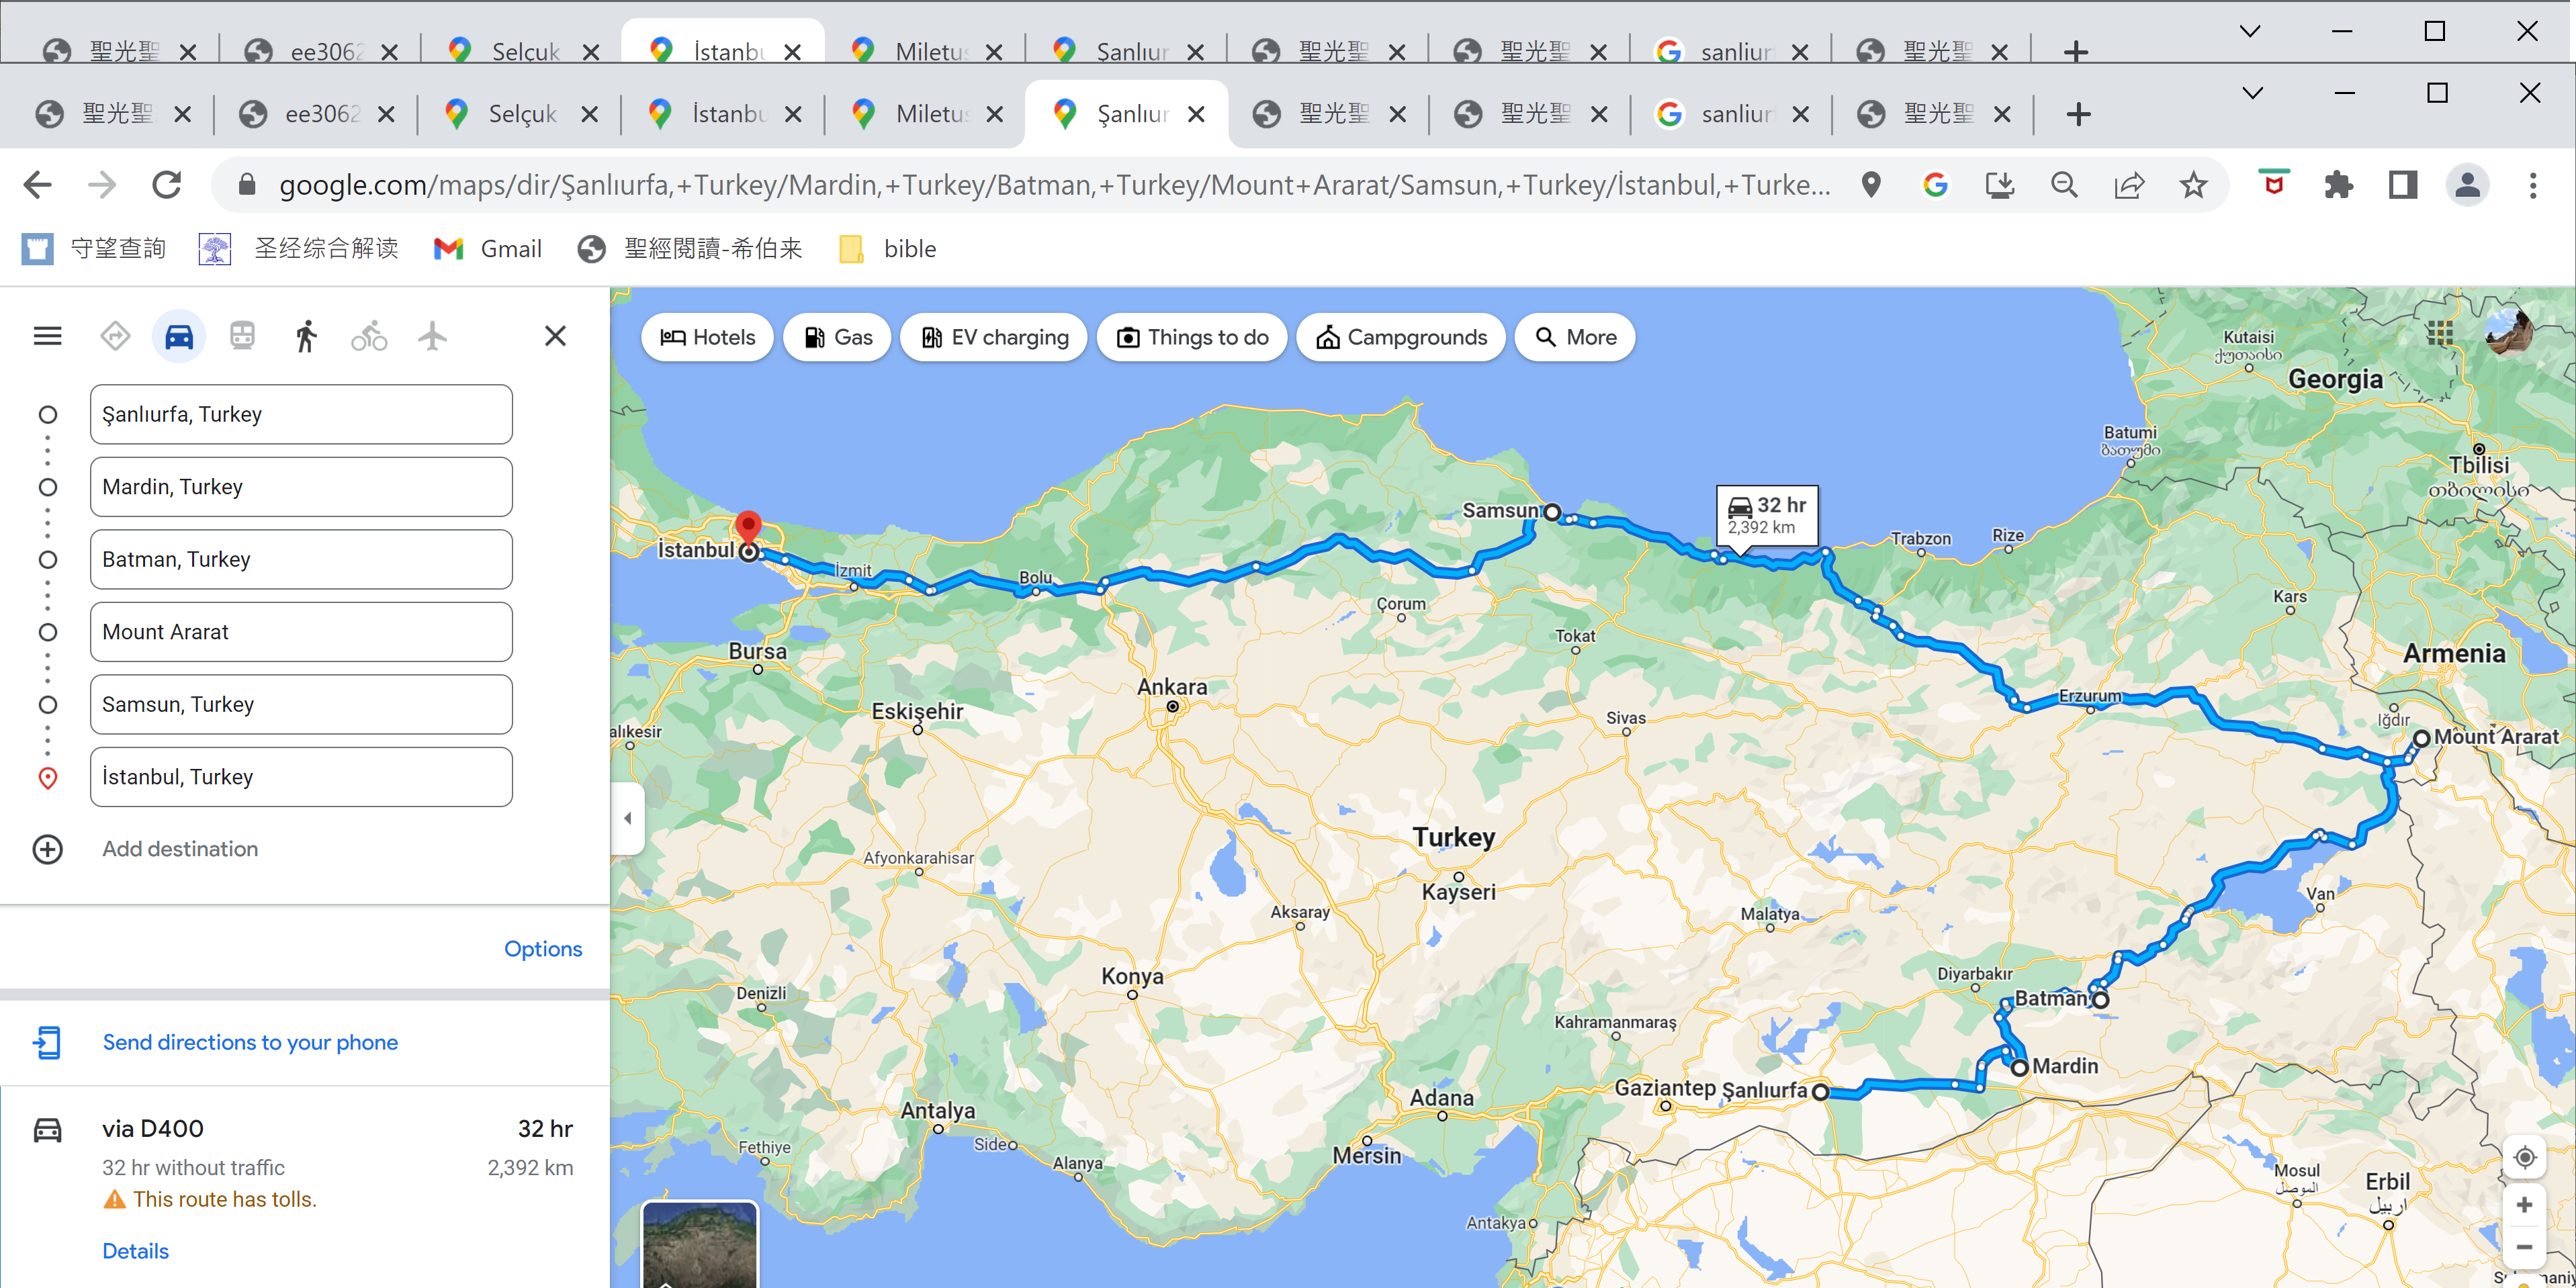 聖光聖
ee3062
Selçuk
İstanbu
Miletus
Şanlıur
聖光聖
聖光聖
sanliur
聖光聖
聖光聖
ee3062
Selçuk
İstanbu
Miletus
Şanlıur
聖光聖
聖光聖
sanliur
聖光聖
google.com/maps/dir/Şanlıurfa,+Turkey/Mardin,+Turkey/Batman,+Turkey/Mount+Ararat/Samsun,+Turkey/İstanbul,+Turke...
守望查詢
圣经综合解读
Gmail
聖經閱讀-希伯来
bible
Şanlıurfa, Turkey
Mardin, Turkey
Batman, Turkey
Mount Ararat
Samsun, Turkey
İstanbul, Turkey
Add destination
Options
Send directions to your phone
via D400
32 hr
32 hr without traffic
2,392 km
This route has tolls.
Details
Hotels
Gas
EV charging
Things to do
Campgrounds
More
Kutaisi
ქუთაისი
Georgia
Batumi
ბათუმი
Tbilisi
თბილისი
Samsun
32 hr
2,392 km
Trabzon
Rize
İstanbul
İzmit
Bolu
Çorum
Kars
Tokat
Bursa
Armenia
Ankara
Erzurum
Eskişehir
Sivas
Iğdır
alıkesir
Mount Ararat
Turkey
Afyonkarahisar
Kayseri
Van
Aksaray
Malatya
Konya
Diyarbakır
Denizli
Batman
Kahramanmaraş
Mardin
Gaziantep
Şanlıurfa
Adana
Antalya
Side
Fethiye
Mersin
Alanya
Mosul
الموصل
Erbil
اربيل
Antakya